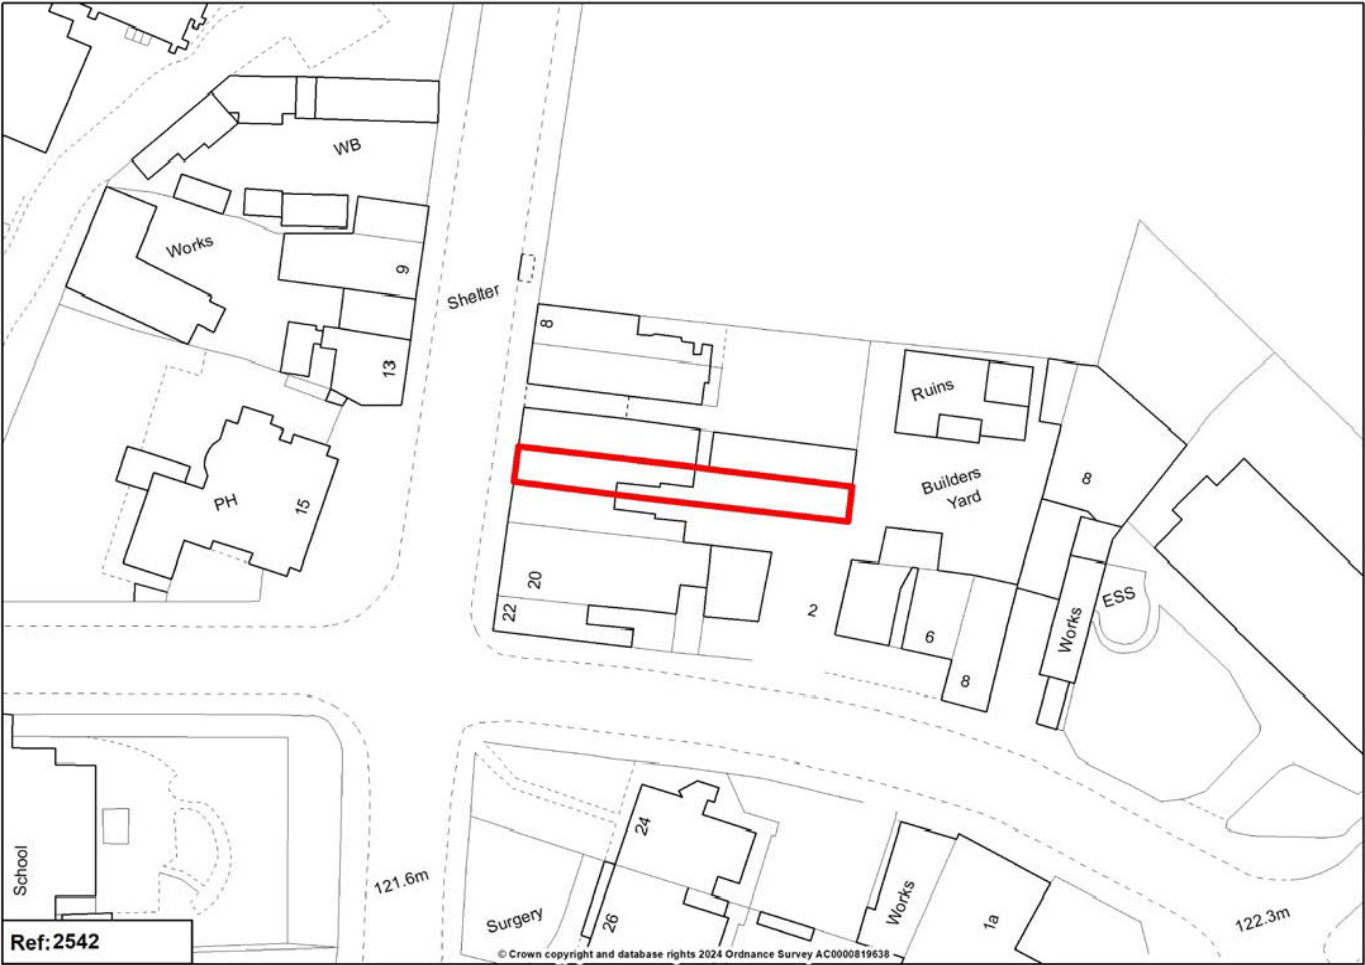 WB
Works
9
Shelter
8
13
Ruins
Builders
Yard
8
PH
15
20
22
2
6
8
Works
ESS
24
26
School
121.6m
Surgery
Works
1a
122.3m
Ref:2542
© Crown copyright and database rights 2024 Ordnance Survey AC0000819638